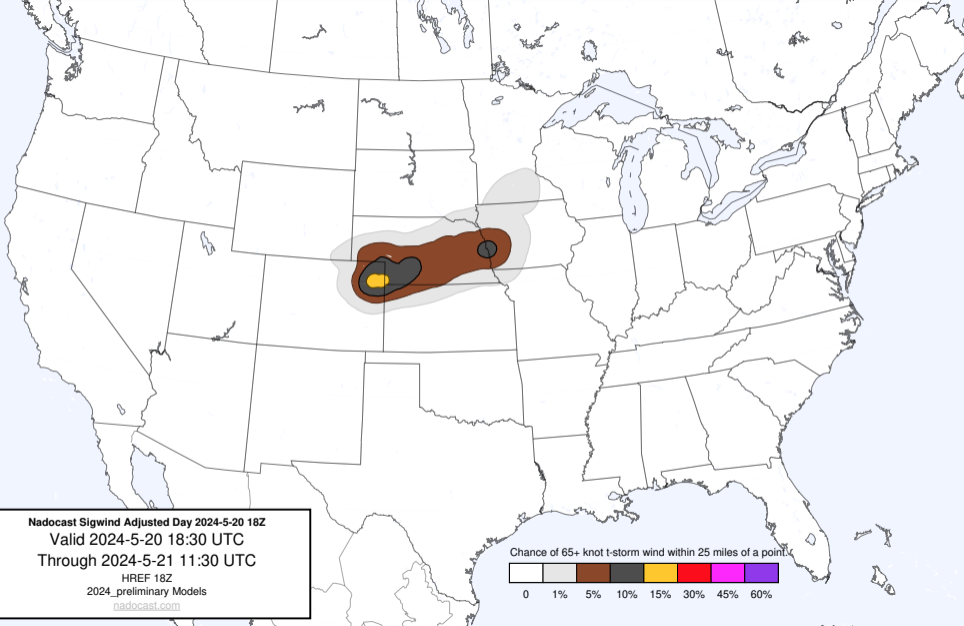 Nadocast Sigwind Adjusted Day 2024-5-20 18Z
Valid 2024-5-20 18:30 UTC
Through 2024-5-21 11:30 UTC
HREF 18Z
2024_preliminary Models
nadocast.com
Chance of 65+ knot t-storm wind within 25 miles of a point.
0 1% 5% 10% 15% 30% 45% 60%